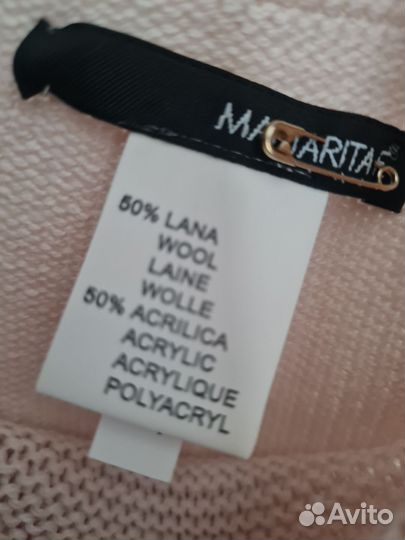 50% LANA
WOOL
LAINE
WOLLE
50% ACRILICA
ACRYLIC
ACRYLIQUE
POLYACRYL
Avito